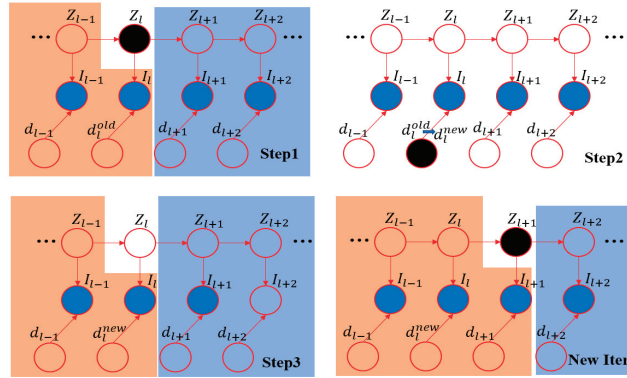 Z_{l-1} Z_l Z_{l+1} Z_{l+2}
... ...
I_{l-1} I_l I_{l+1} I_{l+2}
d_{l-1} d_l^{old} d_{l+1} d_{l+2}
Step1
Z_{l-1} Z_l Z_{l+1} Z_{l+2}
... ...
I_{l-1} I_l I_{l+1} I_{l+2}
d_{l-1} d_l^{old} d_l^{new} d_{l+1} d_{l+2}
Step2
Z_{l-1} Z_l Z_{l+1} Z_{l+2}
... ...
I_{l-1} I_l I_{l+1} I_{l+2}
d_{l-1} d_l^{new} d_{l+1} d_{l+2}
Step3
Z_{l-1} Z_l Z_{l+1} Z_{l+2}
... ...
I_{l-1} I_l I_{l+1} I_{l+2}
d_{l-1} d_l^{new} d_{l+1} d_{l+2}
New Iter